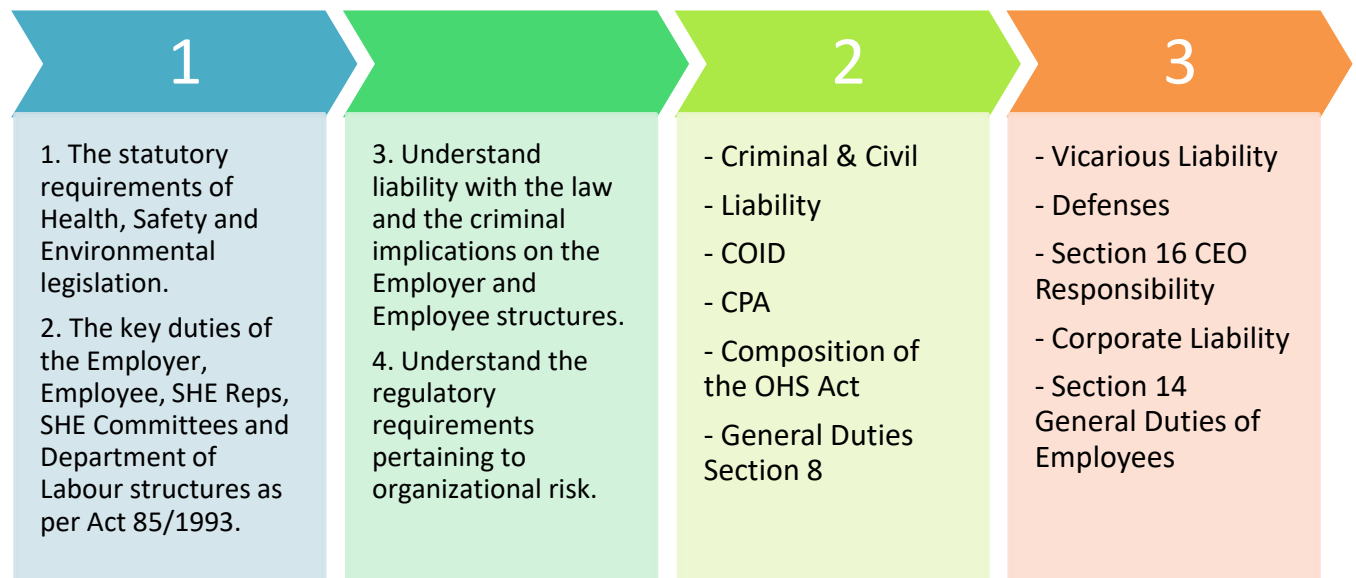 1
1. The statutory
requirements of
Health, Safety and
Environmental
legislation.
2. The key duties of
the Employer,
Employee, SHE Reps,
SHE Committees and
Department of
Labour structures as
per Act 85/1993.
3. Understand
liability with the law
and the criminal
implications on the
Employer and
Employee structures.
4. Understand the
regulatory
requirements
pertaining to
organizational risk.
2
- Criminal & Civil
- Liability
- COID
- CPA
- Composition of
the OHS Act
- General Duties
Section 8
3
- Vicarious Liability
- Defenses
- Section 16 CEO
Responsibility
- Corporate Liability
- Section 14
General Duties of
Employees